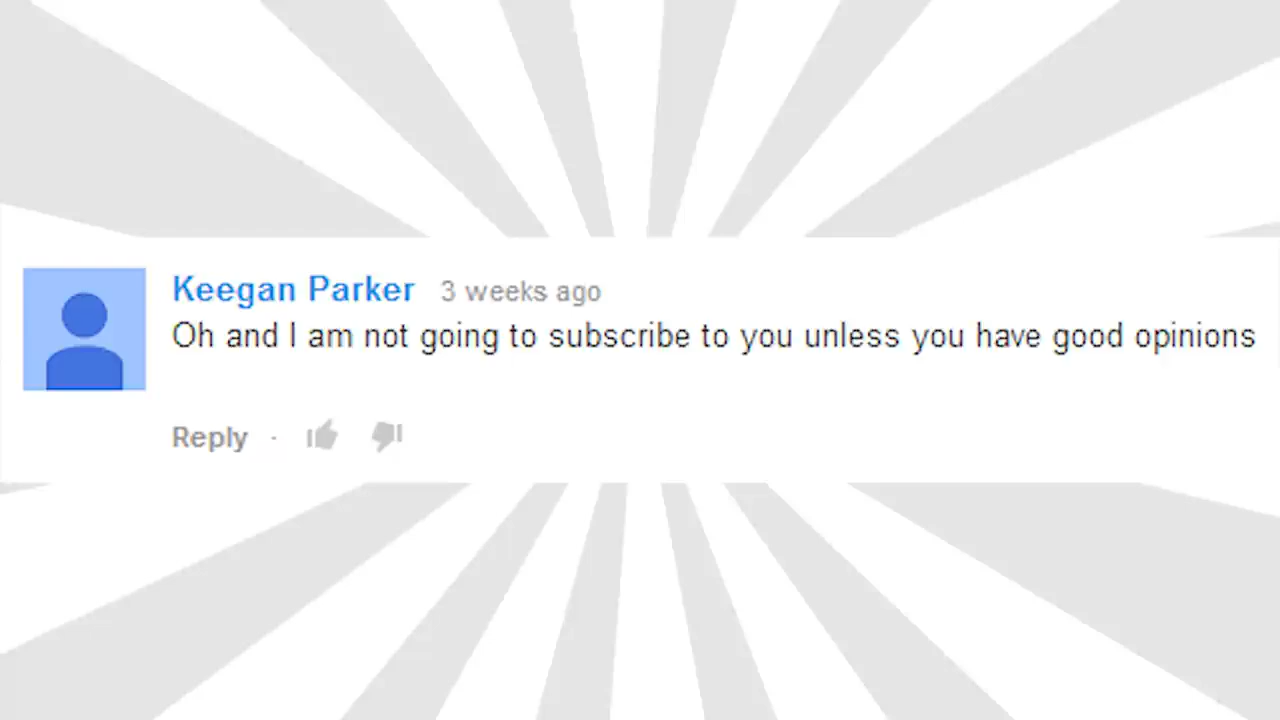 Keegan Parker 3 weeks ago
Oh and I am not going to subscribe to you unless you have good opinions
Reply ·